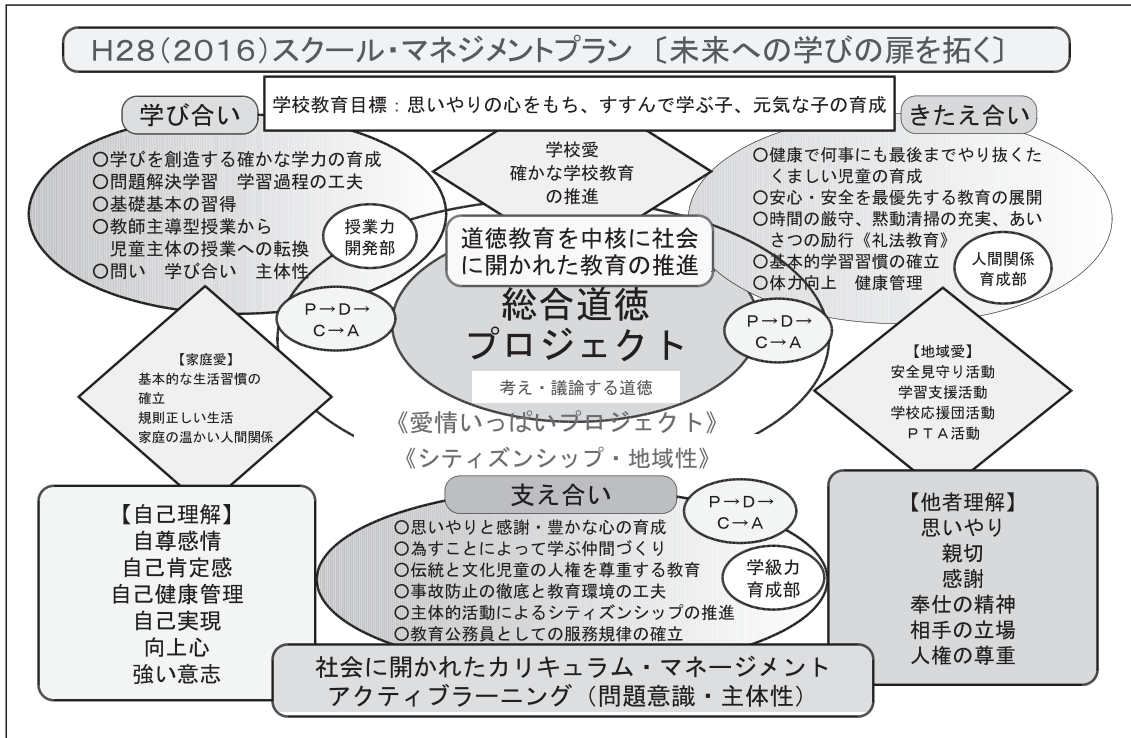 H28(2016)スクール・マネジメントプラン〔未来への学びの扉を拓く〕
学校教育目標：思いやりの心をもち、すすんで学ぶ子、元気な子の育成
学び合い
○学びを創造する確かな学力の育成
○問題解決学習　学習過程の工夫
○基礎基本の習得
○教師主導型授業から
児童主体の授業への転換
○問い　学び合い　主体性
授業力
開発部
P→D→
C→A
学校愛
確かな学校教育
の推進
道徳教育を中核に社会
に開かれた教育の推進
総合道徳
プロジェクト
考え・議論する道徳
《愛情いっぱいプロジェクト》
《シティズンシップ・地域性》
きたえ合い
○健康で何事にも最後までやり抜くた
くましい児童の育成
○安心・安全を最優先する教育の展開
○時間の厳守、黙動清掃の充実、あい
さつの励行《礼法教育》
○基本的学習習慣の確立
○体力向上　健康管理
人間関係
育成部
P→D→
C→A
【家庭愛】
基本的な生活習慣の
確立
規則正しい生活
家庭の温かい人間関係
【地域愛】
安全見守り活動
学習支援活動
学校応援団活動
PTA活動
【自己理解】
自尊感情
自己肯定感
自己健康管理
自己実現
向上心
強い意志
支え合い
○思いやりと感謝・豊かな心の育成
○為すことによって学ぶ仲間づくり
○伝統と文化児童の人権を尊重する教育
○事故防止の徹底と教育環境の工夫
○主体的活動によるシティズンシップの推進
○教育公務員としての服務規律の確立
P→D→
C→A
学級力
育成部
【他者理解】
思いやり
親切
感謝
奉仕の精神
相手の立場
人権の尊重
社会に開かれたカリキュラム・マネージメント
アクティブラーニング（問題意識・主体性）